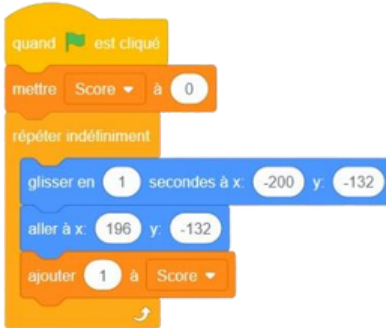 quand est cliqué
mettre Score à 0
répéter indéfiniment
glisser en 1 secondes à x: -200 y: -132
aller à x: 196 y: -132
ajouter 1 à Score